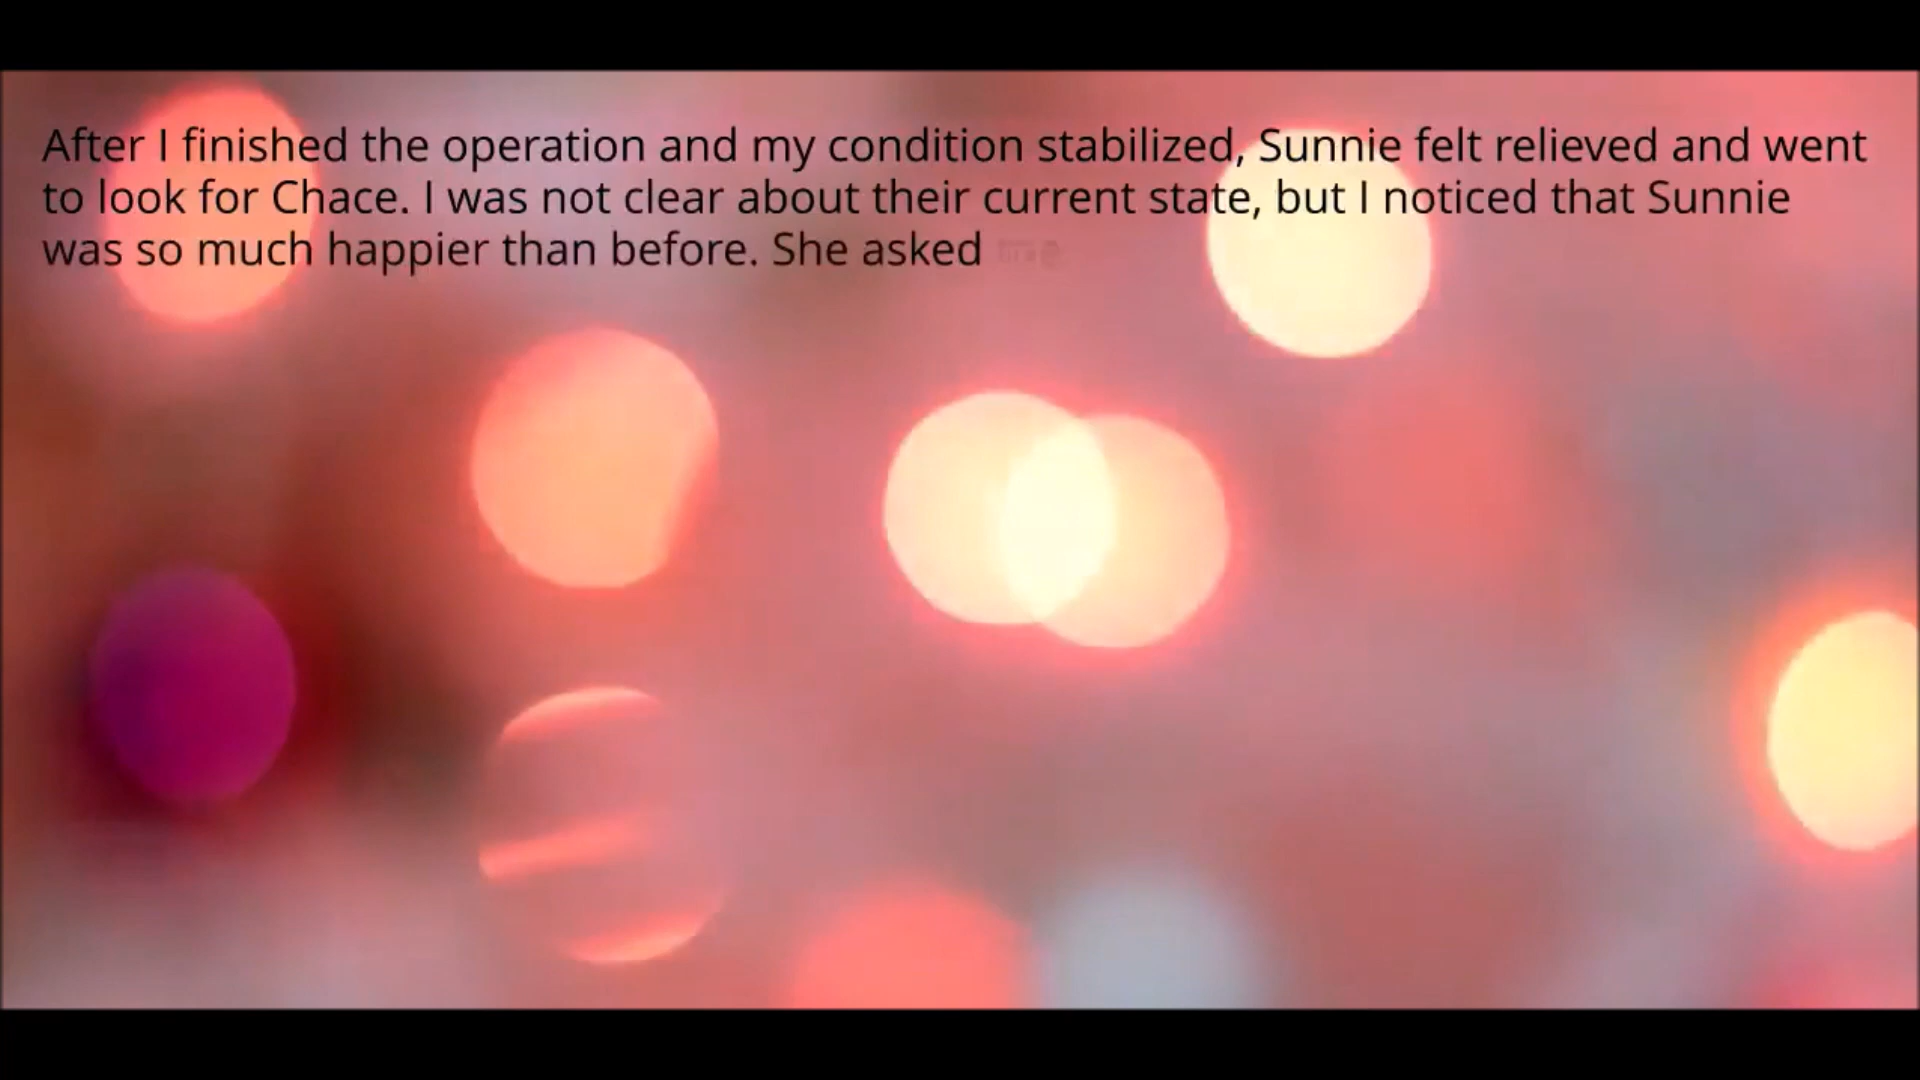 After I finished the operation and my condition stabilized, Sunnie felt relieved and went
to look for Chace. I was not clear about their current state, but I noticed that Sunnie
was so much happier than before. She asked